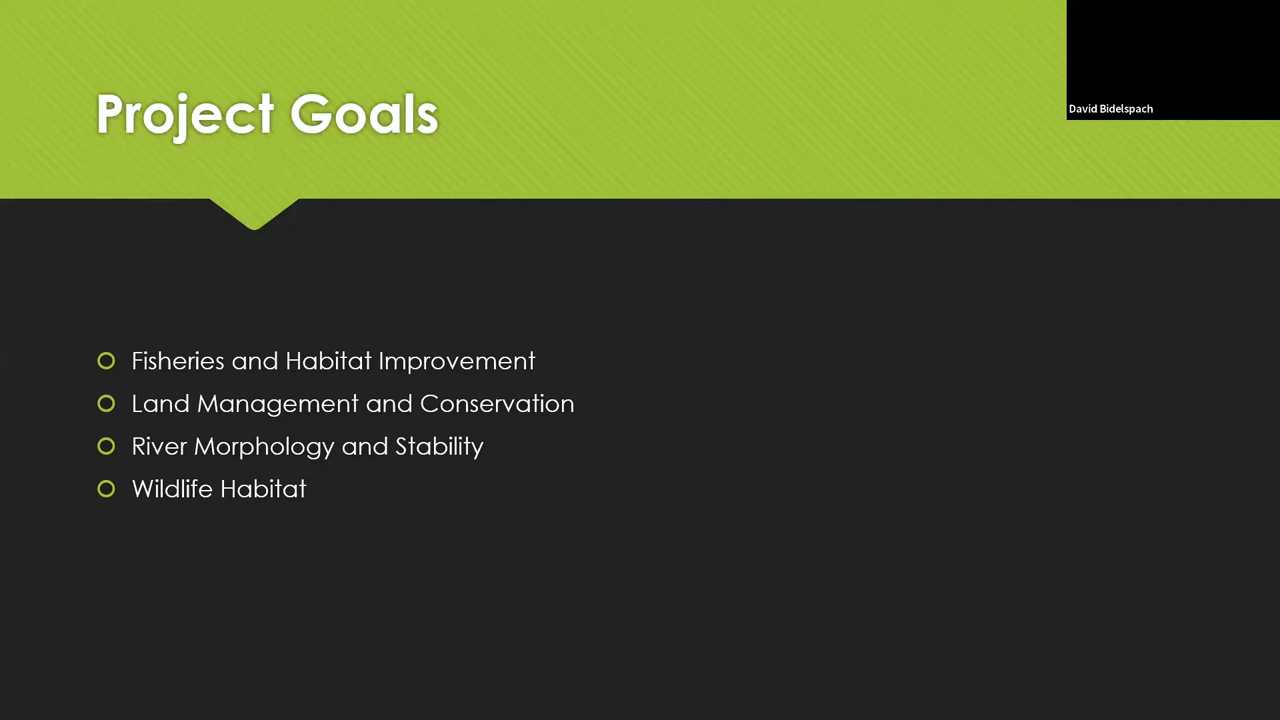 Project Goals
David Bidelspach
Fisheries and Habitat Improvement
Land Management and Conservation
River Morphology and Stability
Wildlife Habitat